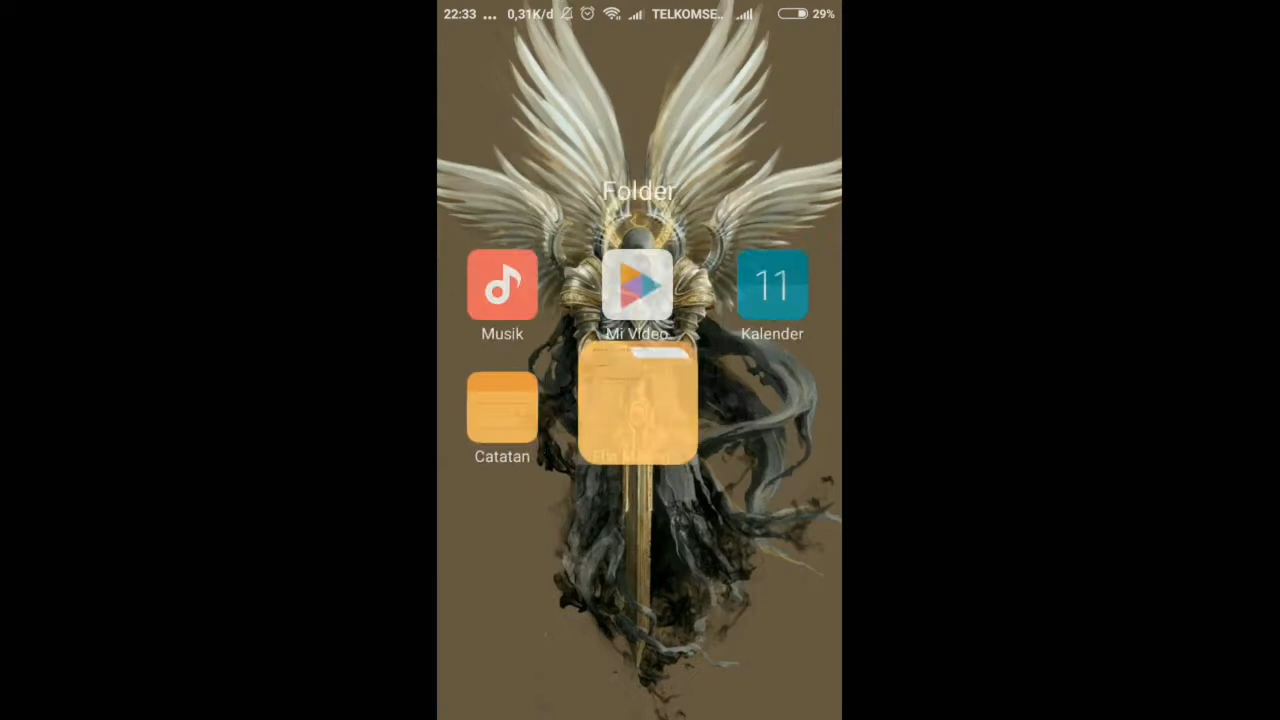 22:33 ... 0,31K/d TELKOMSE.. 29%
Folder
11
Musik Mi Video Kalender
Catatan